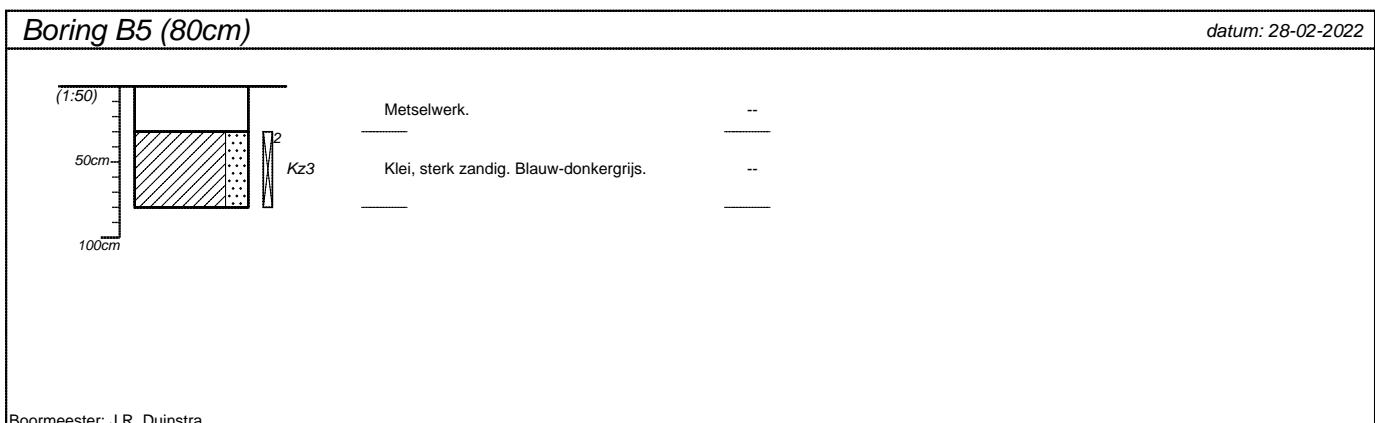 Boring B5 (80cm) datum: 28-02-2022
(1:50)
Metselwerk. --
2
50cm Kz3 Klei, sterk zandig. Blauw-donkergrijs. --
100cm
Boormeester: J.R. Duinstra